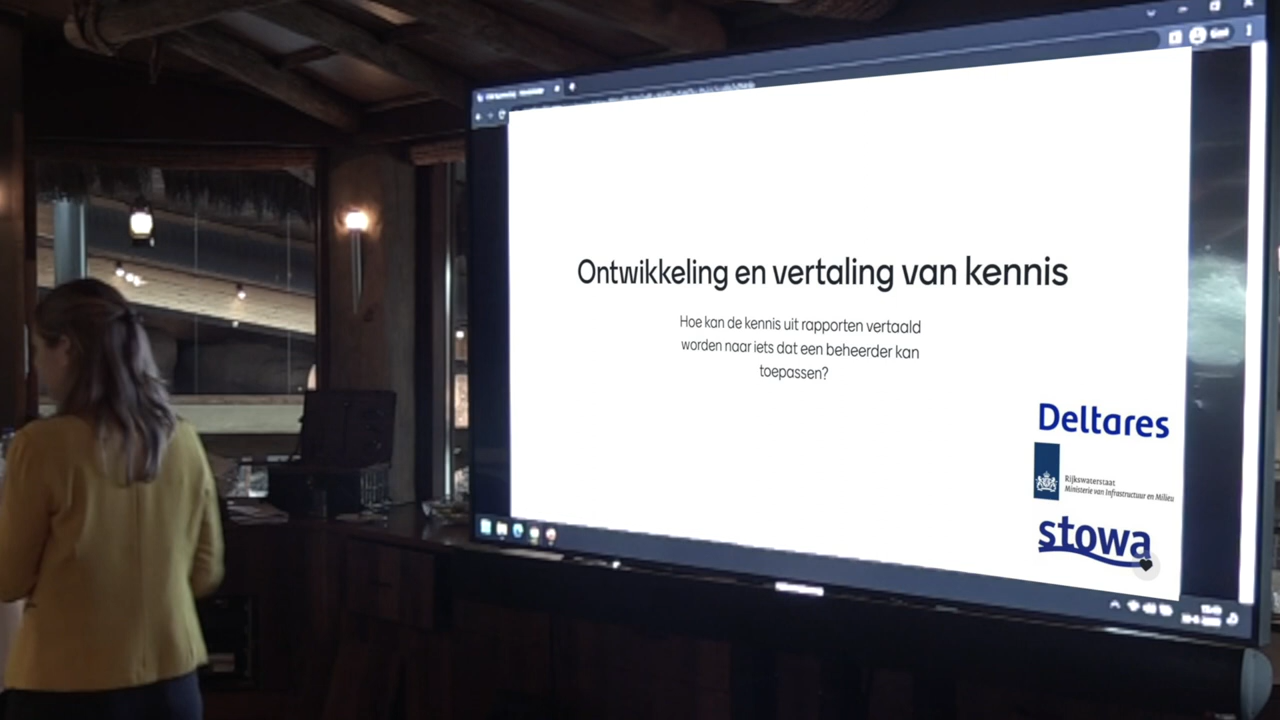 Ontwikkeling en vertaling van kennis
Hoe kan de kennis uit rapporten vertaald
worden naar iets dat een beheerder kan
toepassen?
Deltares
Rijkswaterstaat
Ministerie van Infrastructuur en Milieu
stowa